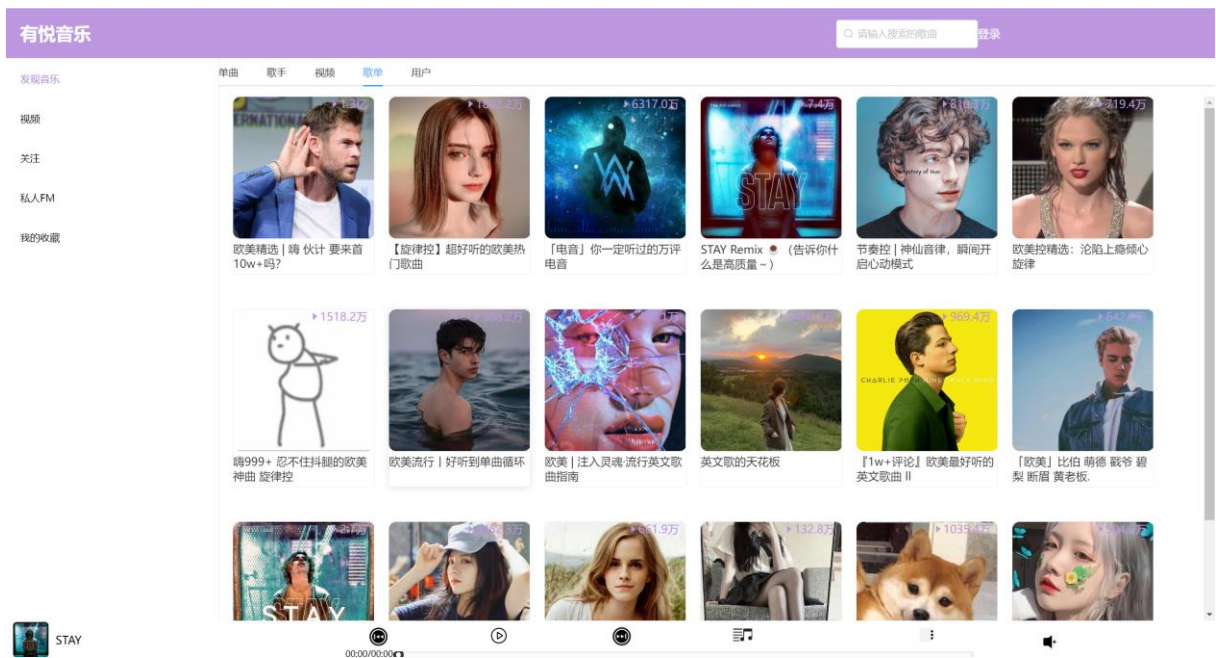 有悦音乐
请输入搜索的歌曲
登录
发现音乐
视频
关注
私人FM
我的收藏
单曲 歌手 视频 歌单 用户
6317.0万
719.4万
欧美精选 | 嗨 伙计 要来首
10w+吗?
【旋律控】超好听的欧美热
门歌曲
「电音」你一定听过的万评
电音
STAY
STAY Remix （告诉你什
么是高质量~）
节奏控 | 神仙音律，瞬间开
启心动模式
欧美控精选：沦陷上瘾倾心
旋律
1518.2万
969.4万
CHARLIE
嗨999+ 忍不住抖腿的欧美
神曲 旋律控
欧美流行丨好听到单曲循环
欧美 | 注入灵魂·流行英文歌
曲指南
英文歌的天花板
『1w+评论』欧美最好听的
英文歌曲 II
「欧美」比伯 萌德 戳爷 碧
梨 断眉 黄老板.
132.8万
STAY
STAY
00:00/00:00